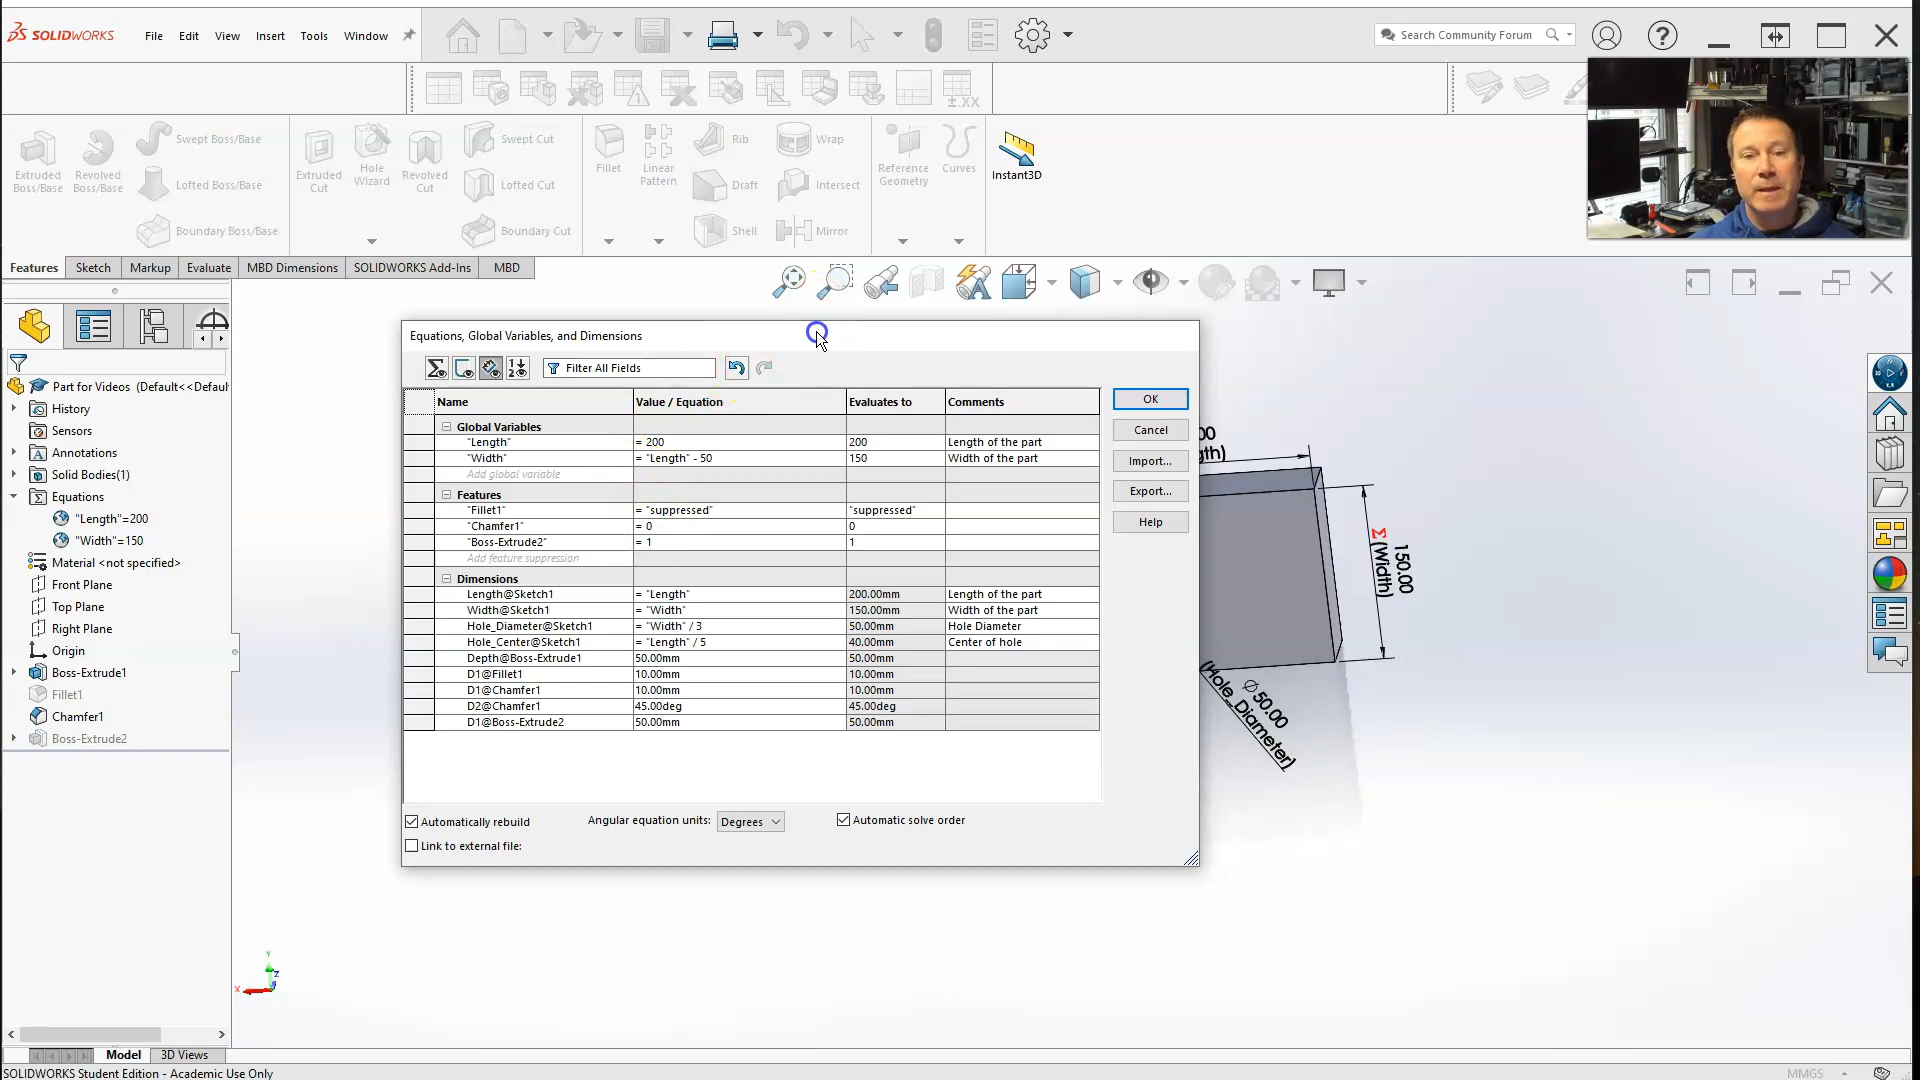 SOLIDWORKS
File Edit View Insert Tools Window
Search Community Forum
?
±.XX
Extruded Boss/Base
Revolved Boss/Base
Swept Boss/Base
Lofted Boss/Base
Boundary Boss/Base
Extruded Cut
Hole Wizard
Revolved Cut
Swept Cut
Lofted Cut
Boundary Cut
Fillet
Linear Pattern
Rib
Draft
Shell
Wrap
Intersect
Mirror
Reference Geometry
Curves
Instant3D
Features Sketch Markup Evaluate MBD Dimensions SOLIDWORKS Add-Ins MBD
Part for Videos (Default<<Defaul
History
Sensors
Annotations
Solid Bodies(1)
Equations
"Length"=200
"Width"=150
Material <not specified>
Front Plane
Top Plane
Right Plane
Origin
Boss-Extrude1
Fillet1
Chamfer1
Boss-Extrude2
Equations, Global Variables, and Dimensions
Filter All Fields
Name Value / Equation Evaluates to Comments
Global Variables
"Length" = 200 200 Length of the part
"Width" = "Length" - 50 150 Width of the part
Add global variable
Features
"Fillet1" = "suppressed" "suppressed"
"Chamfer1" = 0 0
"Boss-Extrude2" = 1 1
Add feature suppression
Dimensions
Length@Sketch1 = "Length" 200.00mm Length of the part
Width@Sketch1 = "Width" 150.00mm Width of the part
Hole_Diameter@Sketch1 = "Width" / 3 50.00mm Hole Diameter
Hole_Center@Sketch1 = "Length" / 5 40.00mm Center of hole
Depth@Boss-Extrude1 50.00mm 50.00mm
D1@Fillet1 10.00mm 10.00mm
D1@Chamfer1 10.00mm 10.00mm
D2@Chamfer1 45.00deg 45.00deg
D1@Boss-Extrude2 50.00mm 50.00mm
OK
Cancel
Import...
Export...
Help
Automatically rebuild Angular equation units: Degrees Automatic solve order
Link to external file:
00
gth)
150.00
Σ (Width)
Ø 50.00
(Hole_Diameter)
Y
Z
X
Model 3D Views
SOLIDWORKS Student Edition - Academic Use Only
MMGS